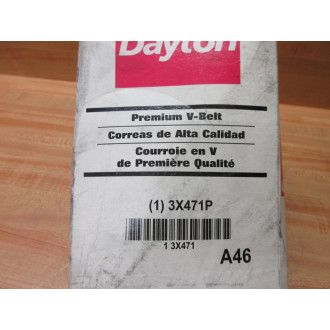 Dayton
Premium V-Belt
Correas de Alta Calidad
Courroie en V
de Première Qualité
(1) 3X471P
1 3X471
A46